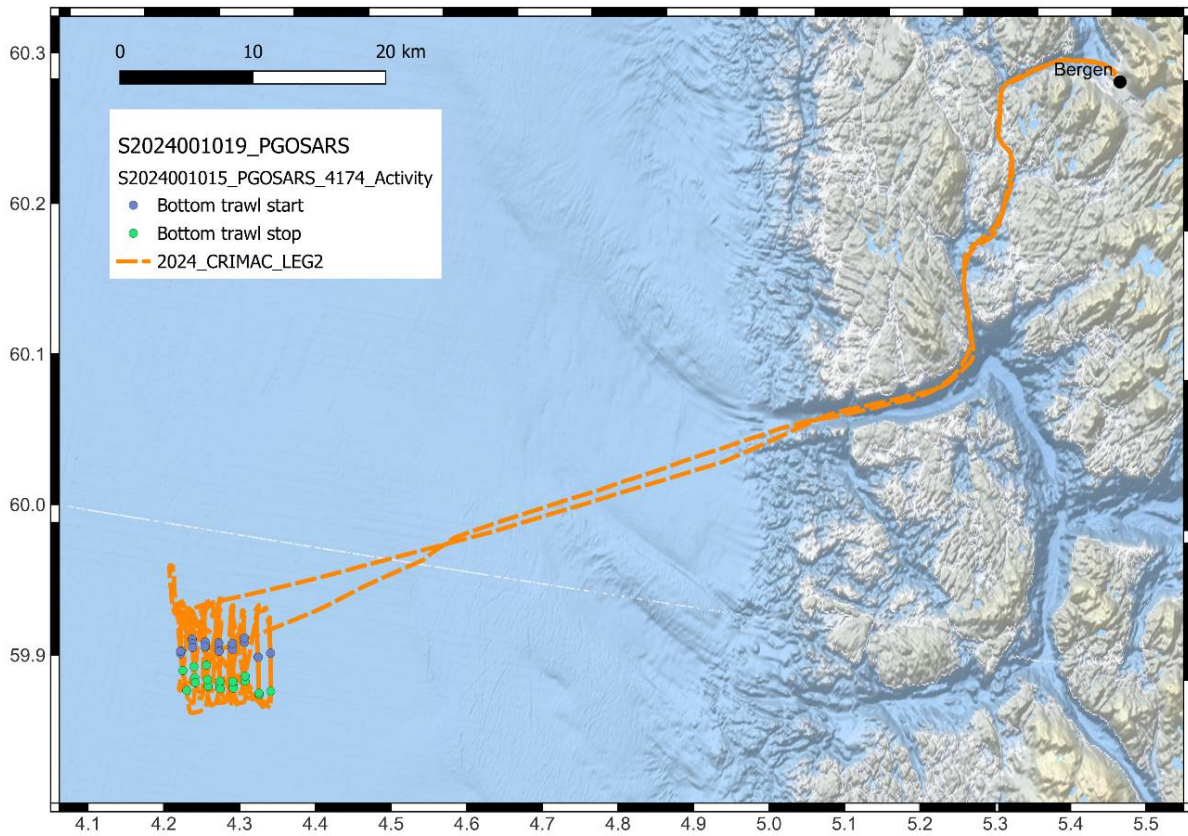 0 10 20 km
S2024001019_PGOSARS
S2024001015_PGOSARS_4174_Activity
Bottom trawl start
Bottom trawl stop
2024_CRIMAC_LEG2
Bergen
60.3
60.2
60.1
60.0
59.9
4.1 4.2 4.3 4.4 4.5 4.6 4.7 4.8 4.9 5.0 5.1 5.2 5.3 5.4 5.5